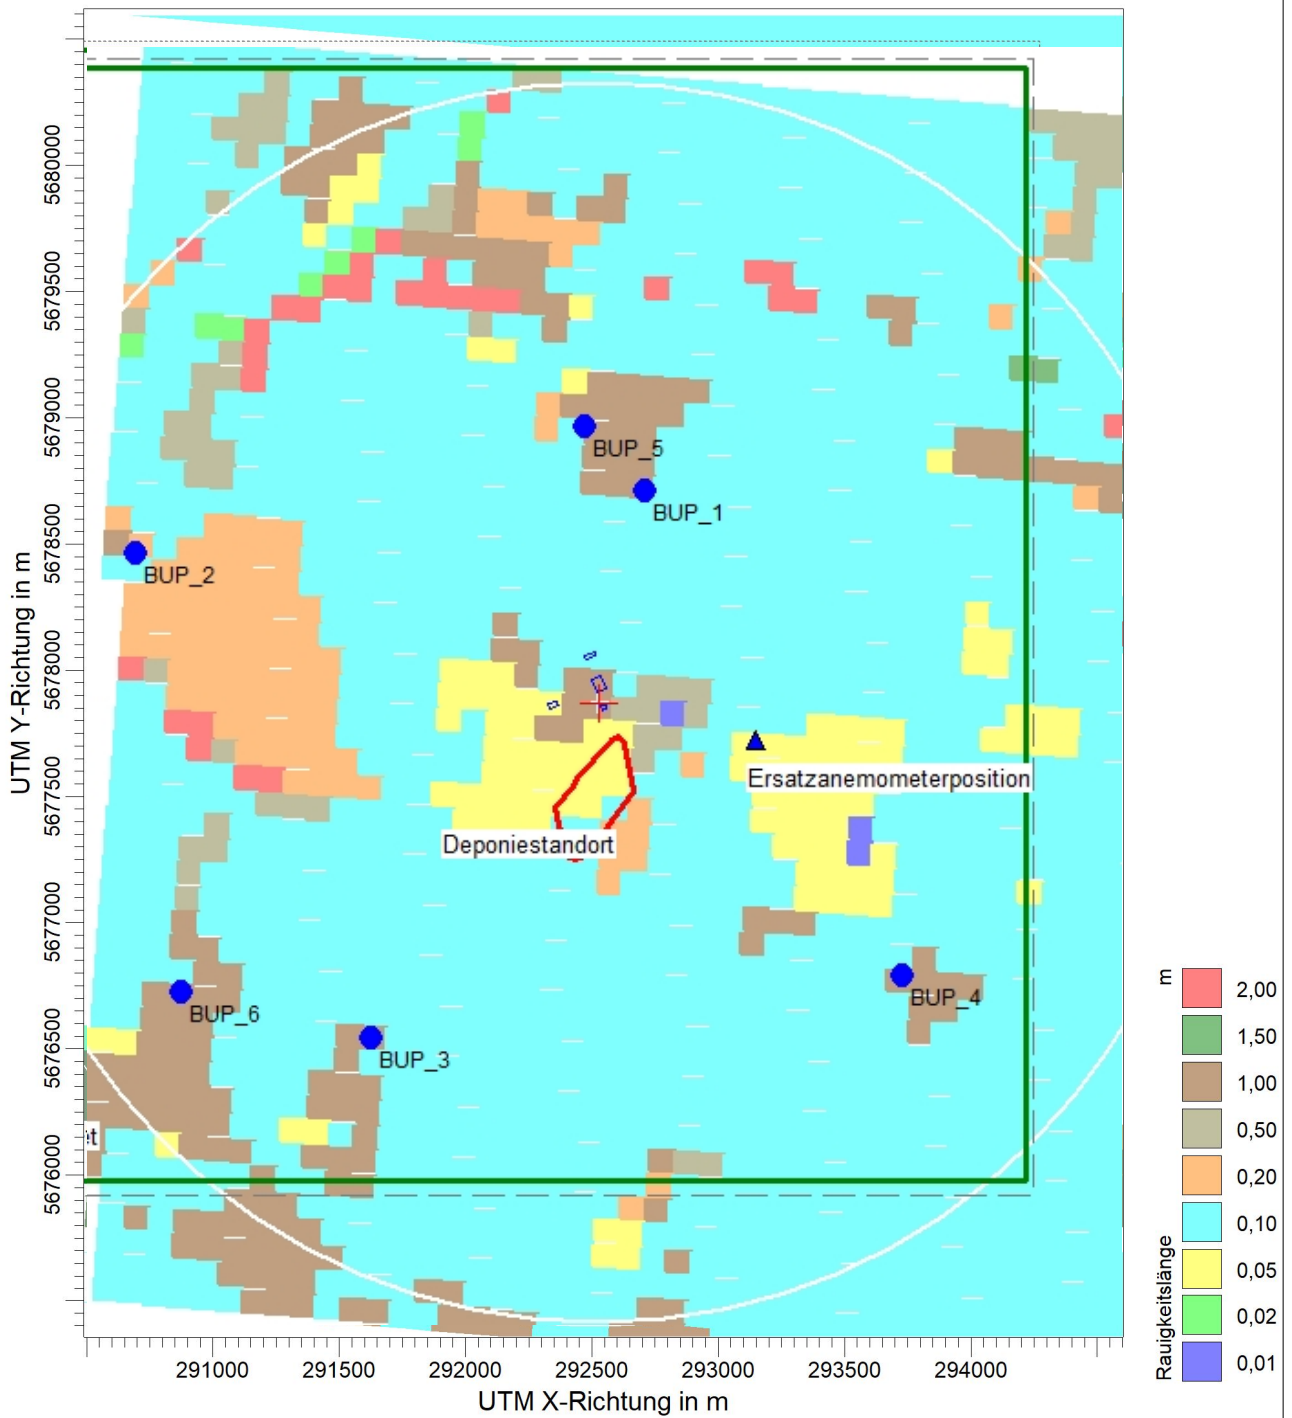 5680000
5679500
5679000
5678500
5678000
5677500
5677000
5676500
5676000
UTM Y-Richtung in m
BUP_5
BUP_1
BUP_2
Ersatzanemometerposition
Deponiestandort
BUP_4
BUP_6
BUP_3
291000
291500
292000
292500
293000
293500
294000
UTM X-Richtung in m
m
2,00
1,50
1,00
0,50
0,20
0,10
0,05
0,02
0,01
Rauigkeitslänge